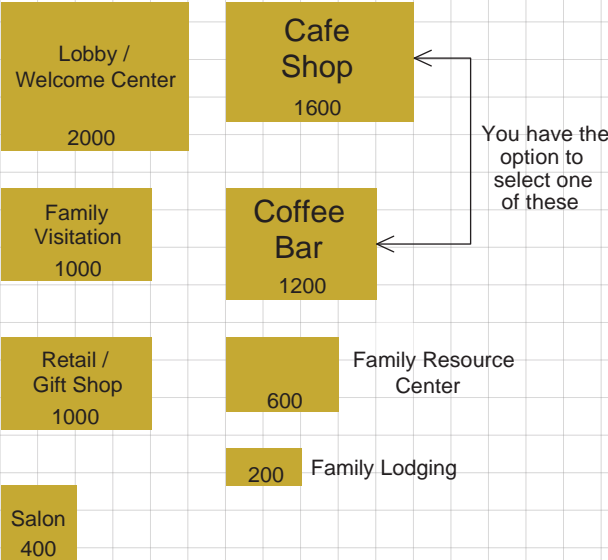 Lobby /
Welcome Center
2000
Cafe
Shop
1600
You have the
option to
select one
of these
Family
Visitation
1000
Coffee
Bar
1200
Retail /
Gift Shop
1000
600
Family Resource
Center
200
Family Lodging
Salon
400